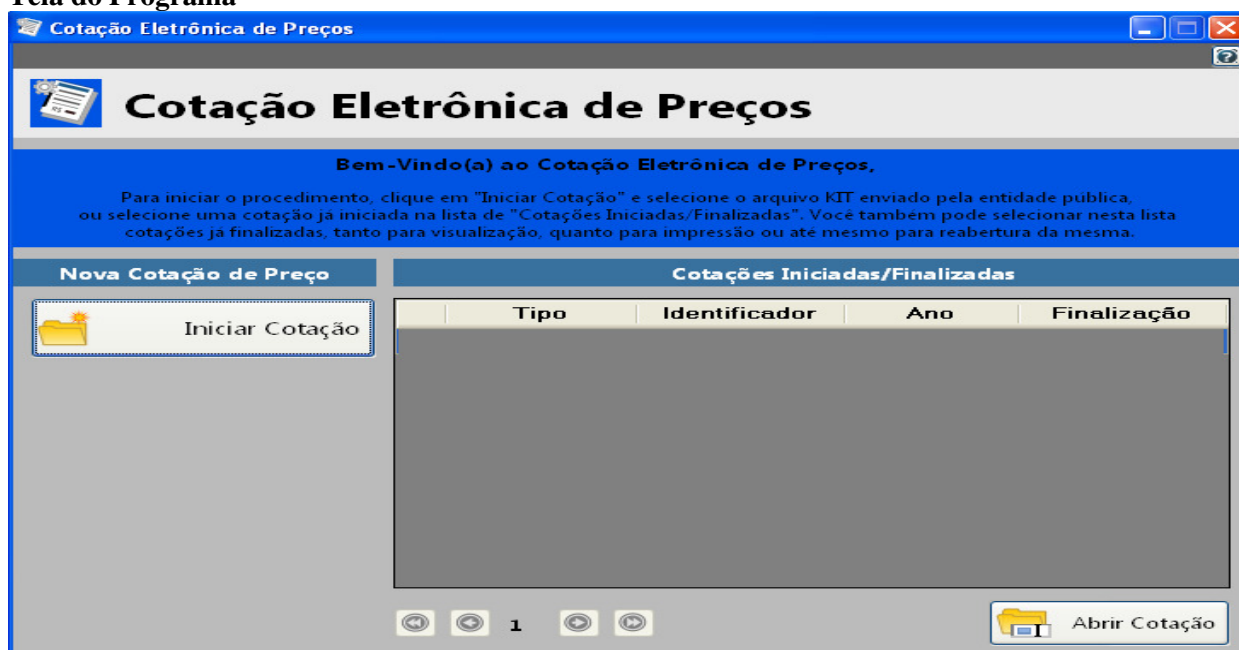 Tela do Programa
Cotação Eletrônica de Preços
Cotação Eletrônica de Preços
Bem-Vindo(a) ao Cotação Eletrônica de Preços,
Para iniciar o procedimento, clique em "Iniciar Cotação" e selecione o arquivo KIT enviado pela entidade pública,
ou selecione uma cotação já iniciada na lista de "Cotações Iniciadas/Finalizadas". Você também pode selecionar nesta lista
cotações já finalizadas, tanto para visualização, quanto para impressão ou até mesmo para reabertura da mesma.
Nova Cotação de Preço
Cotações Iniciadas/Finalizadas
Iniciar Cotação
Tipo Identificador Ano Finalização
1
Abrir Cotação